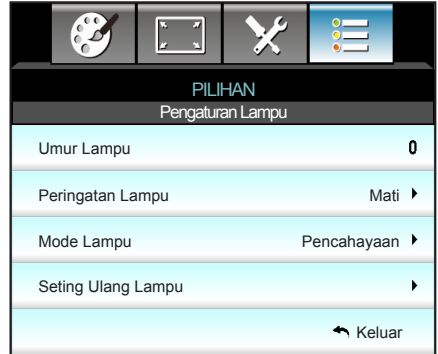 PILIHAN
Pengaturan Lampu
Umur Lampu 0
Peringatan Lampu Mati
Mode Lampu Pencahayaan
Seting Ulang Lampu
Keluar